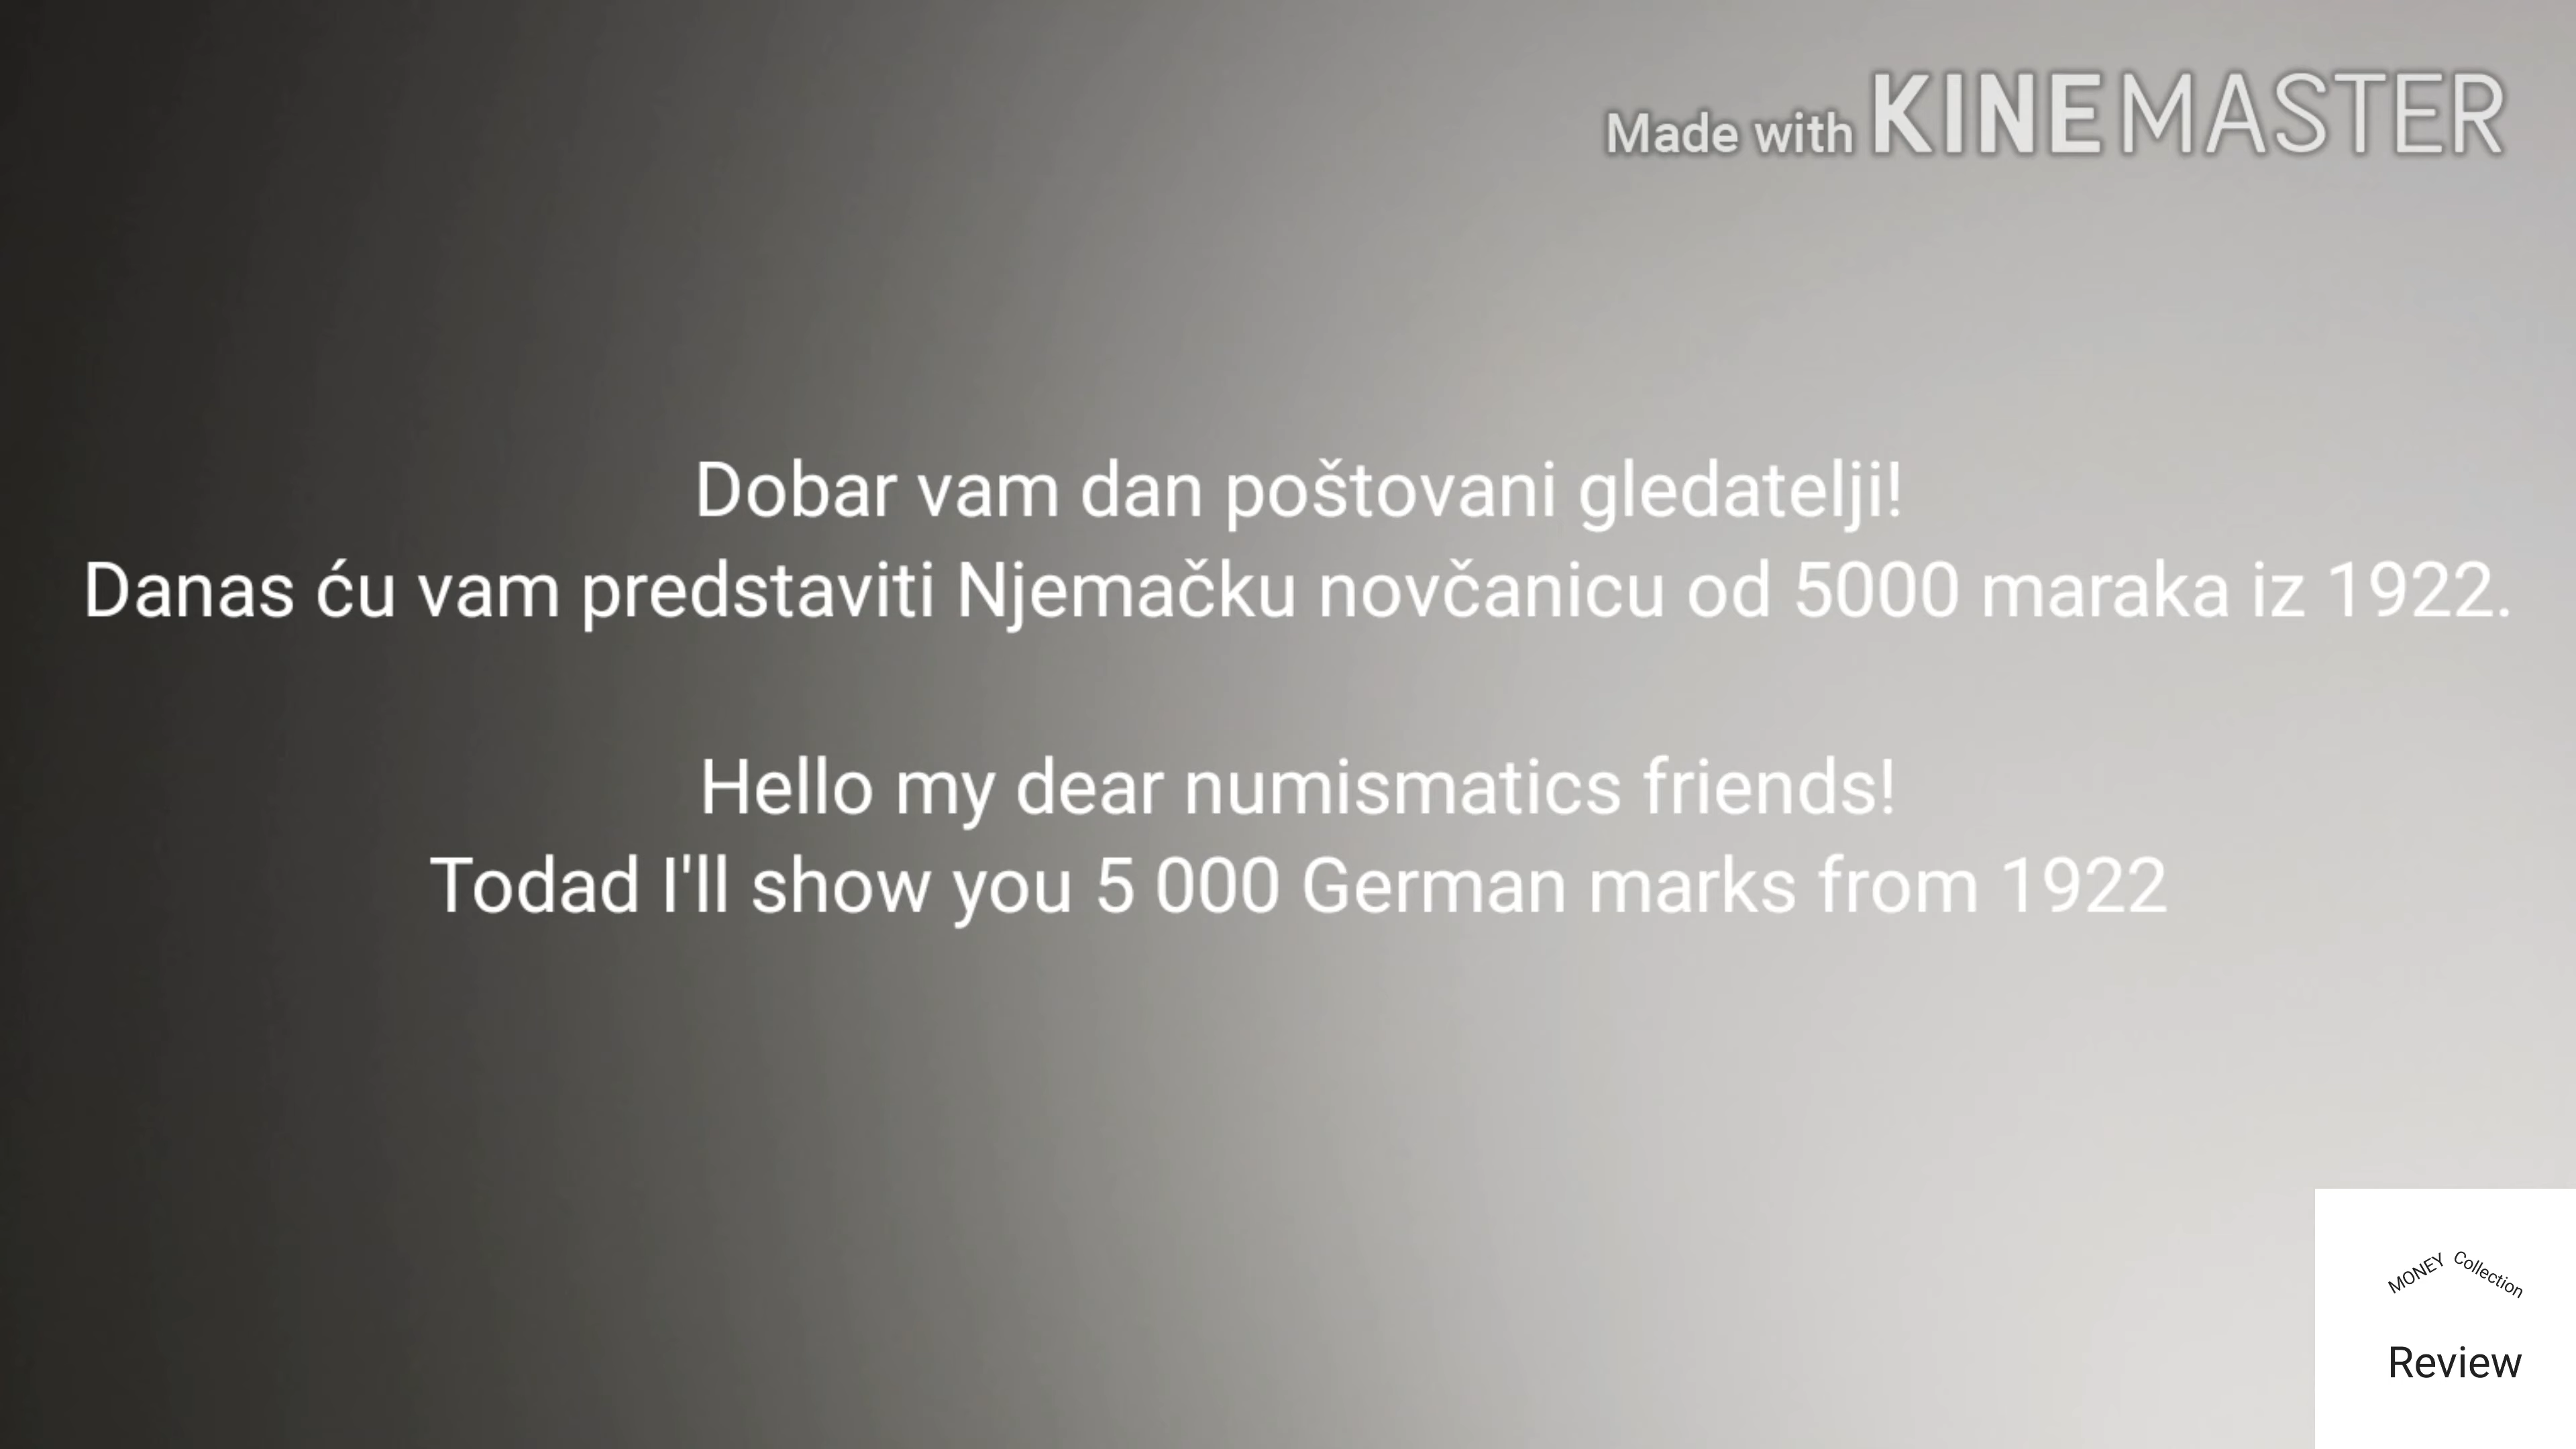 Made with KINEMASTER
Dobar vam dan poštovani gledatelji!
Danas ću vam predstaviti Njemačku novčanicu od 5000 maraka iz 1922.
Hello my dear numismatics friends!
Todad I'll show you 5 000 German marks from 1922
MONEY Collection
Review